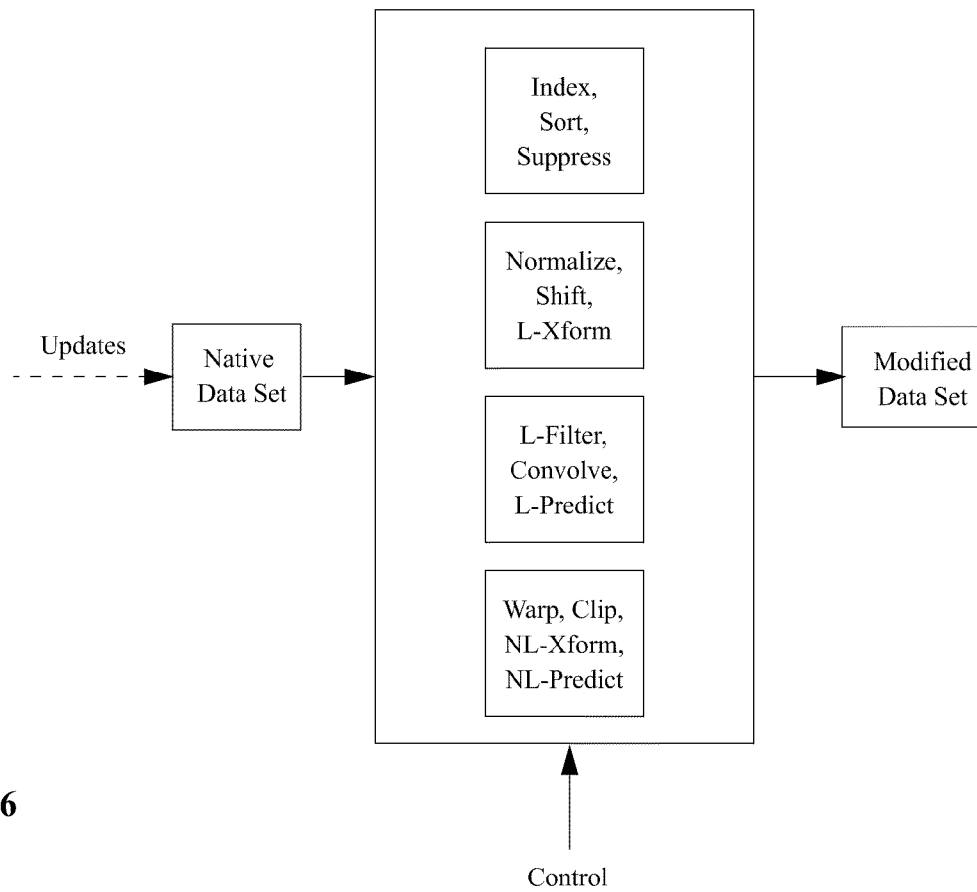 Index,
Sort,
Suppress
Normalize,
Shift,
L-Xform
Updates
Native
Data Set
Modified
Data Set
L-Filter,
Convolve,
L-Predict
Warp, Clip,
NL-Xform,
NL-Predict
6
Control